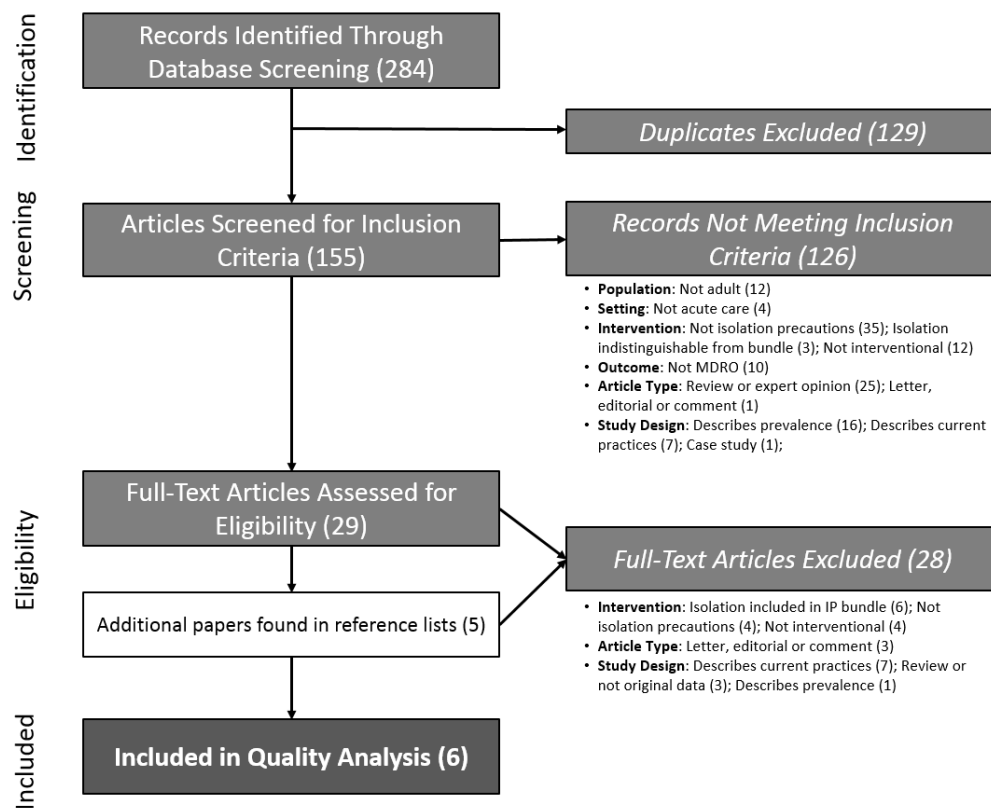 Identification
Records Identified Through
Database Screening (284)
Duplicates Excluded (129)
Screening
Articles Screened for Inclusion
Criteria (155)
Records Not Meeting Inclusion
Criteria (126)
• Population: Not adult (12)
• Setting: Not acute care (4)
• Intervention: Not isolation precautions (35); Isolation
indistinguishable from bundle (3); Not interventional (12)
• Outcome: Not MDRO (10)
• Article Type: Review or expert opinion (25); Letter,
editorial or comment (1)
• Study Design: Describes prevalence (16); Describes current
practices (7); Case study (1);
Eligibility
Full-Text Articles Assessed for
Eligibility (29)
Additional papers found in reference lists (5)
Full-Text Articles Excluded (28)
• Intervention: Isolation included in IP bundle (6); Not
isolation precautions (4); Not interventional (4)
• Article Type: Letter, editorial or comment (3)
• Study Design: Describes current practices (7); Review or
not original data (3); Describes prevalence (1)
Included
Included in Quality Analysis (6)